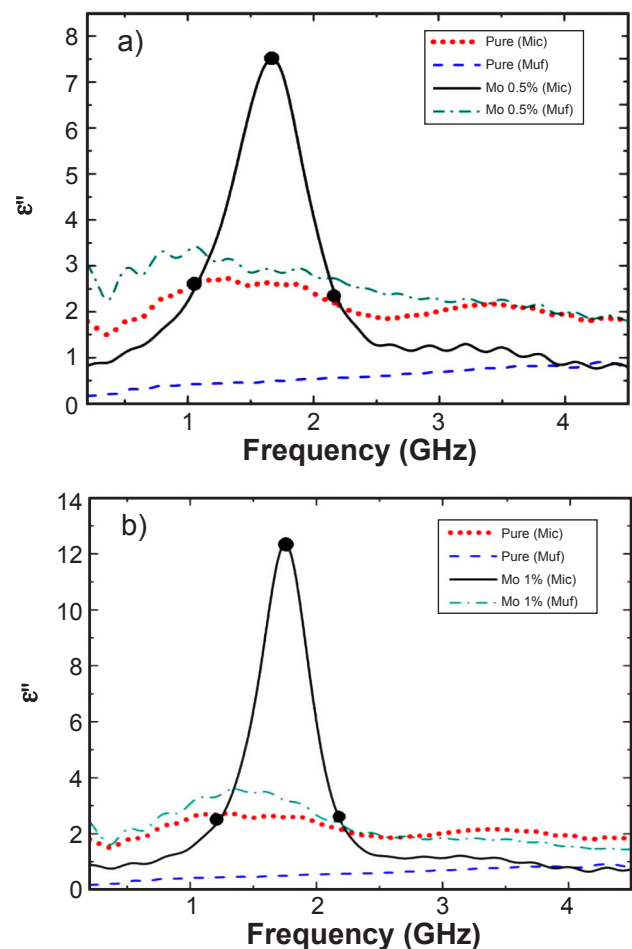 a)
Pure (Mic)
Pure (Muf)
Mo 0.5% (Mic)
Mo 0.5% (Muf)
8
7
6
5
4
3
2
1
0
ε"
1 2 3 4
Frequency (GHz)
b)
Pure (Mic)
Pure (Muf)
Mo 1% (Mic)
Mo 1% (Muf)
14
12
10
8
6
4
2
0
ε"
1 2 3 4
Frequency (GHz)